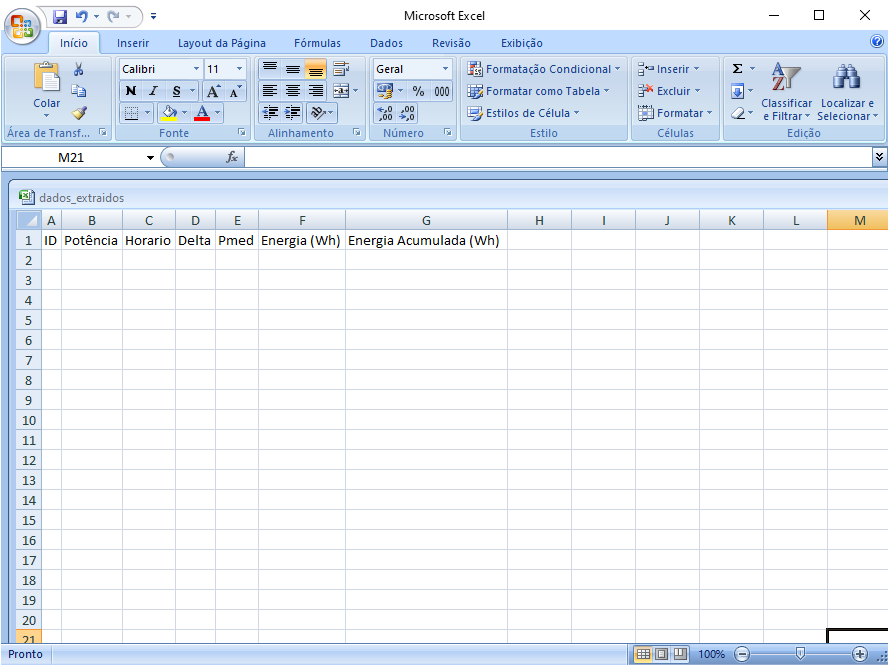 Microsoft Excel
Início Inserir Layout da Página Fórmulas Dados Revisão Exibição
Colar
Área de Transf...
Calibri 11
N I S A A
A
Fonte
Alinhamento
Geral
% 000
,00 ,00
Número
Formatação Condicional
Formatar como Tabela
Estilos de Célula
Estilo
Inserir
Excluir
Formatar
Células
Σ
Classificar e Filtrar
Localizar e Selecionar
Edição
M21 fx
dados_extraidos
A B C D E F G H I J K L M
1 ID Potência Horario Delta Pmed Energia (Wh) Energia Acumulada (Wh)
2
3
4
5
6
7
8
9
10
11
12
13
14
15
16
17
18
19
20
21
Pronto 100%